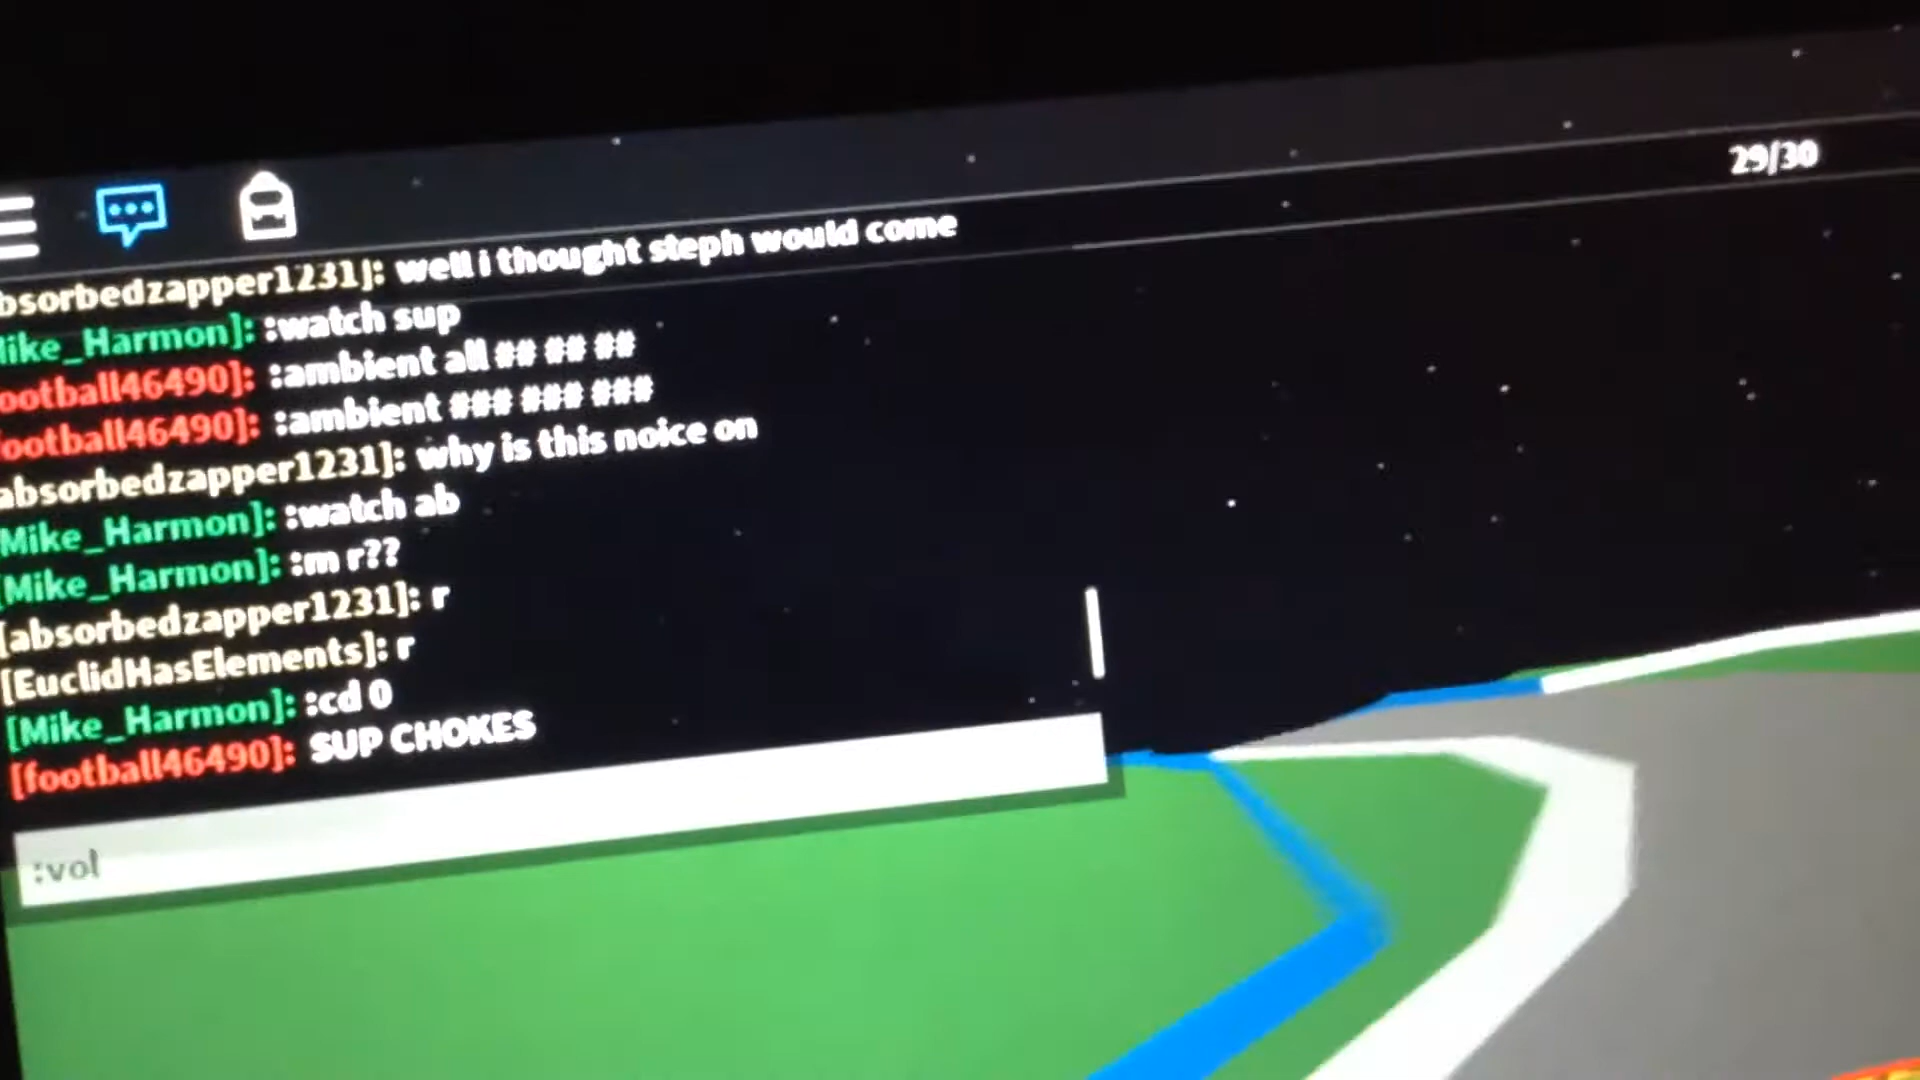 29/30
bsorbedzapper1231]: well i thought steph would come
ike_Harmon]: :watch sup
ootball46490]: :ambient all ## ## ##
ootball46490]: :ambient ### ### ###
absorbedzapper1231]: why is this noice on
Mike_Harmon]: :watch ab
[Mike_Harmon]: :m r??
[absorbedzapper1231]: r
[EuclidHasElements]: r
[Mike_Harmon]: :cd 0
[football46490]: SUP CHOKES
:vol